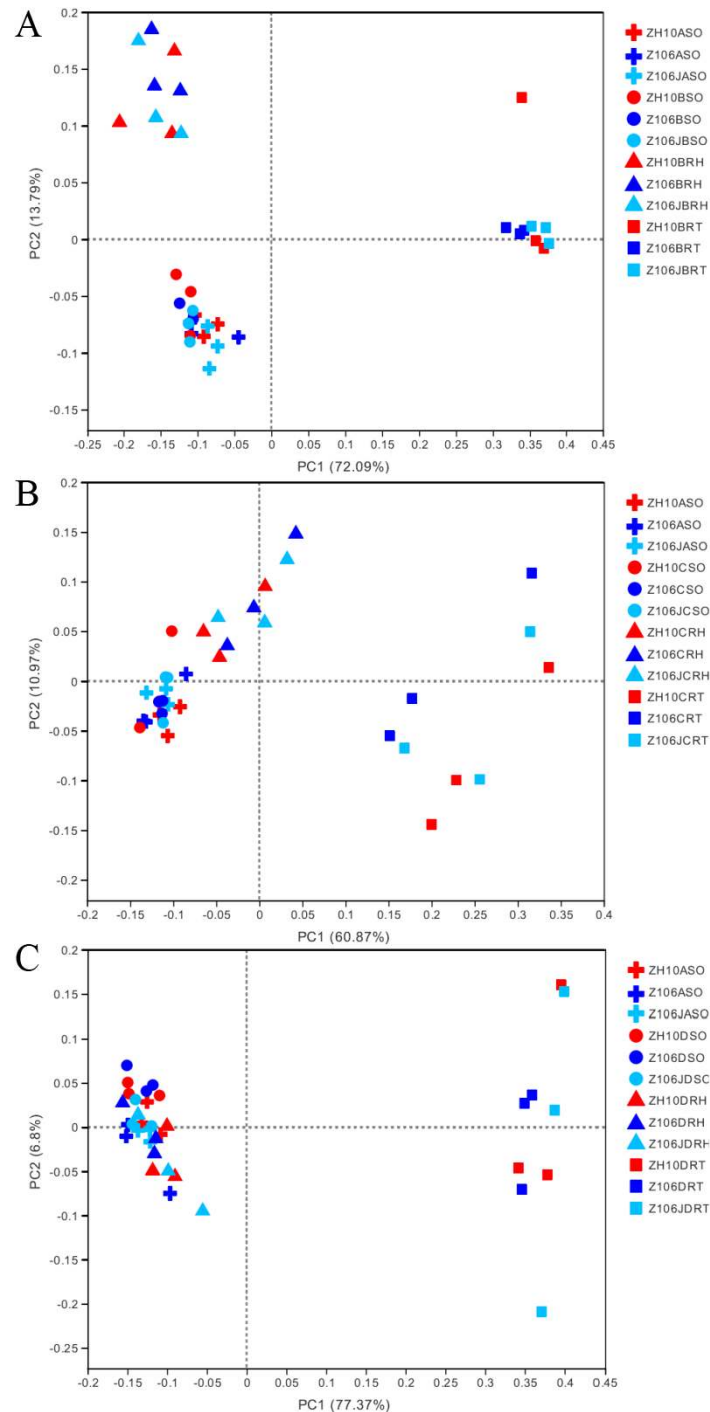 A
0.2
0.15
0.1
0.05
0
-0.05
-0.1
-0.15
PC2 (13.79%)
-0.25 -0.2 -0.15 -0.1 -0.05 0 0.05 0.1 0.15 0.2 0.25 0.3 0.35 0.4 0.45
PC1 (72.09%)
ZH10ASO
Z106ASO
Z106JASO
ZH10BSO
Z106BSO
Z106JBSO
ZH10BRH
Z106BRH
Z106JBRH
ZH10BRT
Z106BRT
Z106JBRT
B
0.2
0.15
0.1
0.05
0
-0.05
-0.1
-0.15
-0.2
PC2 (10.97%)
-0.2 -0.15 -0.1 -0.05 0 0.05 0.1 0.15 0.2 0.25 0.3 0.35 0.4
PC1 (60.87%)
ZH10ASO
Z106ASO
Z106JASO
ZH10CSO
Z106CSO
Z106JCSO
ZH10CRH
Z106CRH
Z106JCRH
ZH10CRT
Z106CRT
Z106JCRT
C
0.2
0.15
0.1
0.05
0
-0.05
-0.1
-0.15
-0.2
-0.25
PC2 (6.8%)
-0.2 -0.15 -0.1 -0.05 0 0.05 0.1 0.15 0.2 0.25 0.3 0.35 0.4 0.45
PC1 (77.37%)
ZH10ASO
Z106ASO
Z106JASO
ZH10DSO
Z106DSO
Z106JDSO
ZH10DRH
Z106DRH
Z106JDRH
ZH10DRT
Z106DRT
Z106JDRT